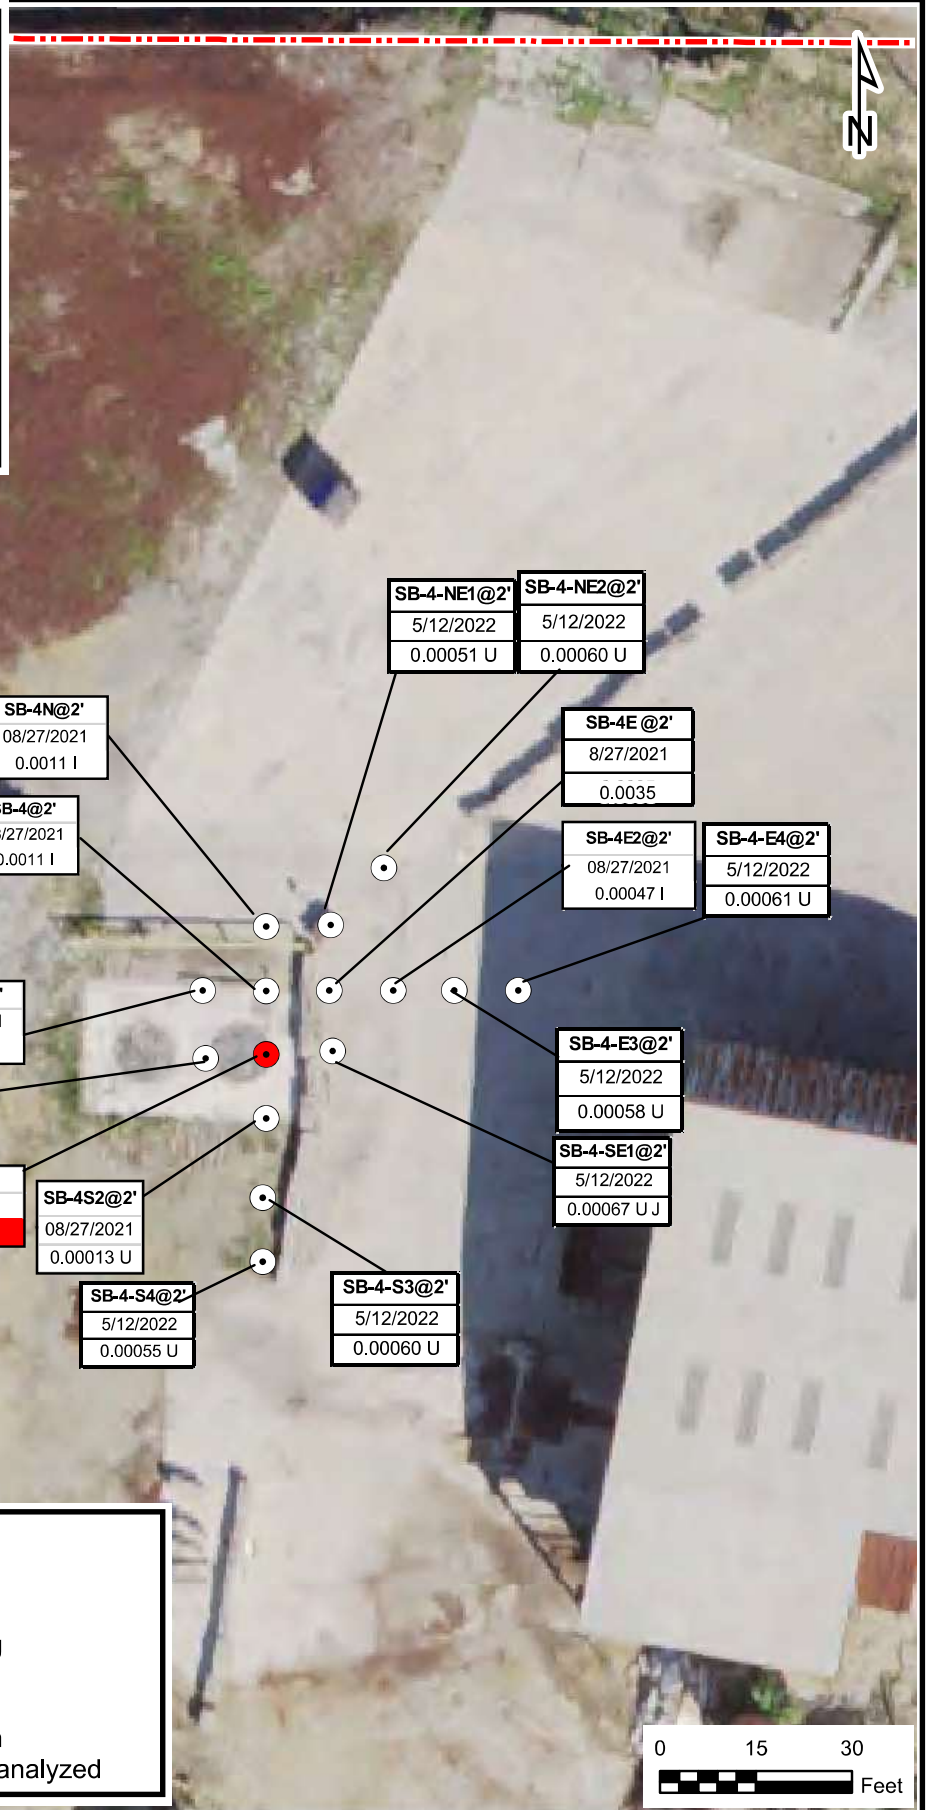 N
SB-4-NE1@2'
5/12/2022
0.00051 U
SB-4-NE2@2'
5/12/2022
0.00060 U
SB-4N@2'
08/27/2021
0.0011 I
SB-4E @2'
8/27/2021
0.0035
B-4@2'
/27/2021
.0011 I
SB-4E2@2'
08/27/2021
0.00047 I
SB-4-E4@2'
5/12/2022
0.00061 U
SB-4-E3@2'
5/12/2022
0.00058 U
SB-4-SE1@2'
5/12/2022
0.00067 U J
SB-4S2@2'
08/27/2021
0.00013 U
SB-4-S4@2'
5/12/2022
0.00055 U
SB-4-S3@2'
5/12/2022
0.00060 U
analyzed
0 15 30
Feet